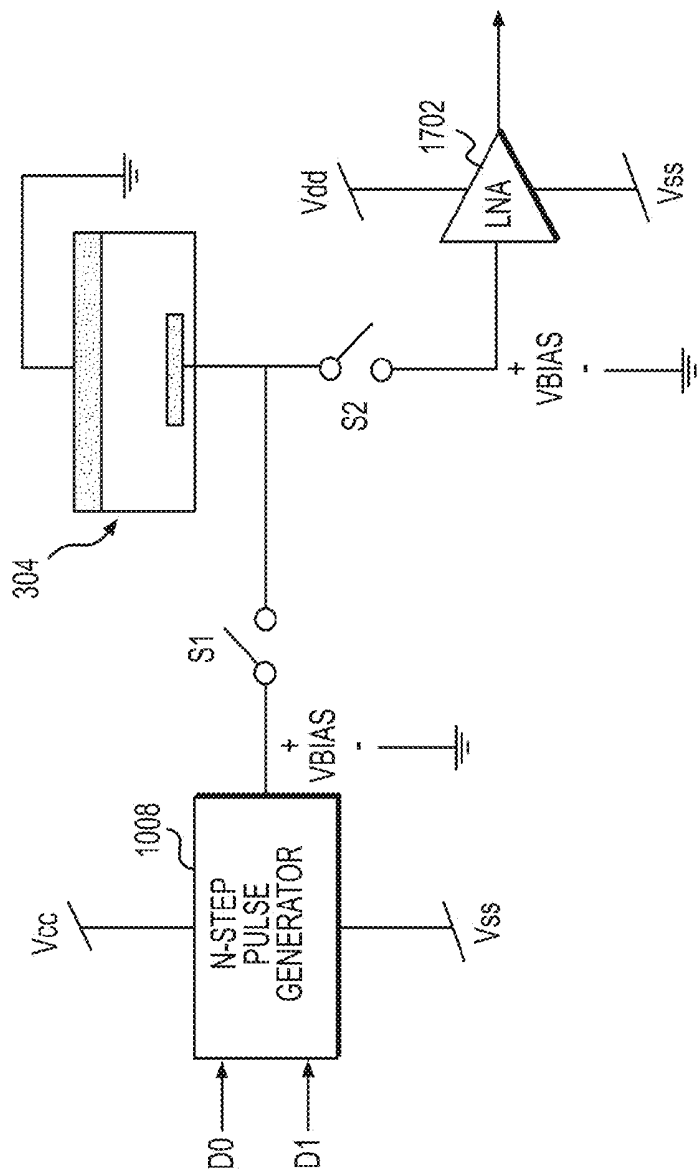 304
S1
S2
Vcc
1008
N-STEP
PULSE
GENERATOR
D0
D1
Vss
+
VBIAS
-
+
VBIAS
-
Vdd
1702
LNA
Vss